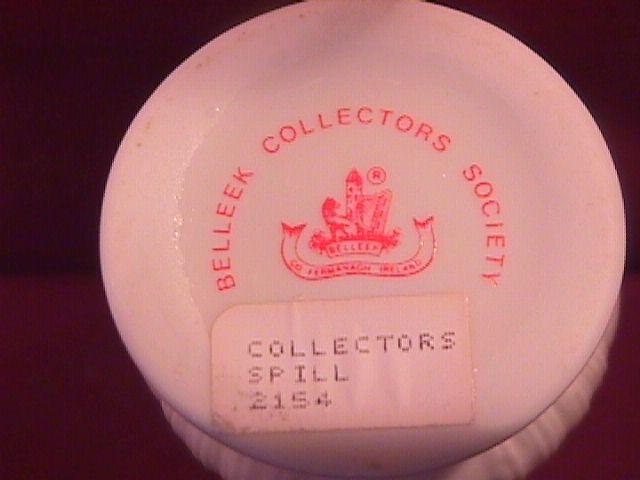 BELLEEK COLLECTORS SOCIETY
®
BELLEEK
CO. FERMANAGH IRELAND
COLLECTORS
SPILL
2154